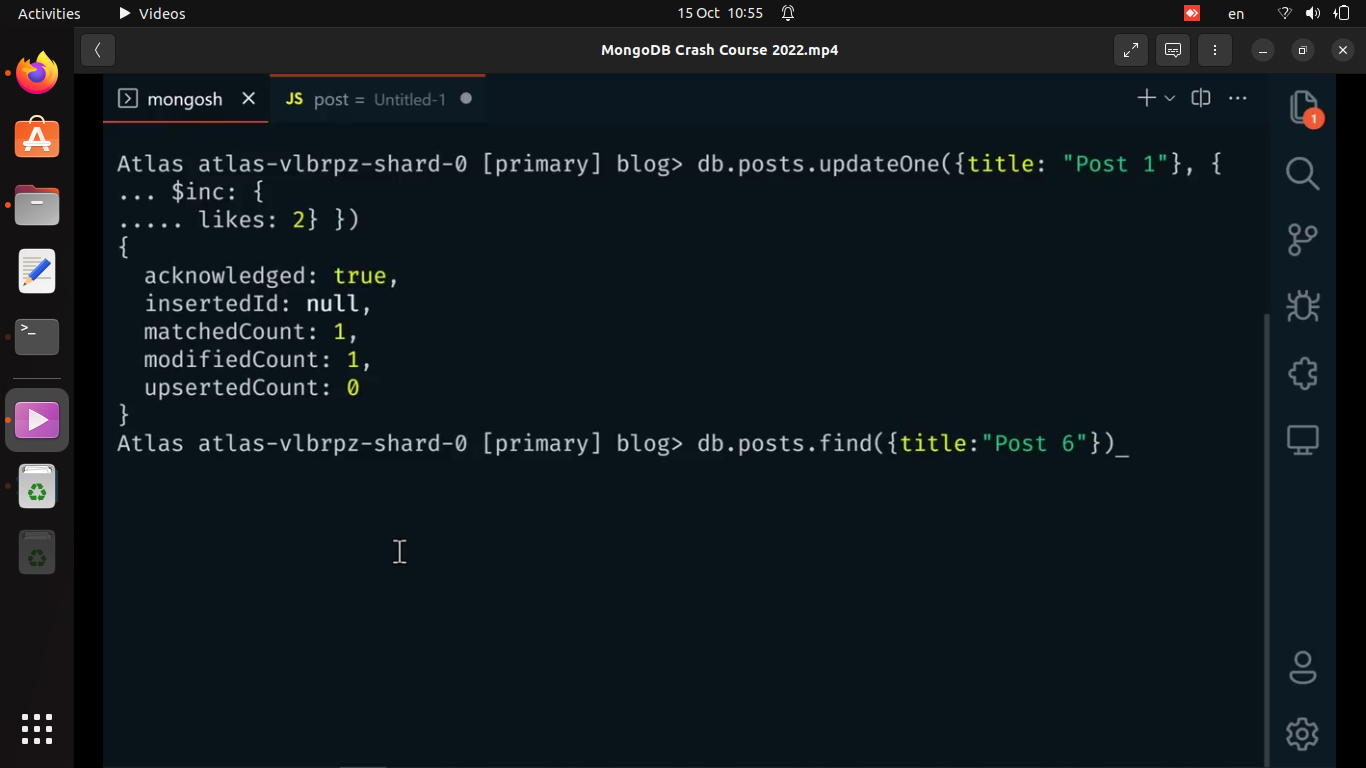 Activities
Videos
15 Oct 10:55
en
MongoDB Crash Course 2022.mp4
mongosh
JS post = Untitled-1
1
Atlas atlas-vlbrpz-shard-0 [primary] blog> db.posts.updateOne({title: "Post 1"}, {
... $inc: {
..... likes: 2} })
{
  acknowledged: true,
  insertedId: null,
  matchedCount: 1,
  modifiedCount: 1,
  upsertedCount: 0
}
Atlas atlas-vlbrpz-shard-0 [primary] blog> db.posts.find({title:"Post 6"})_